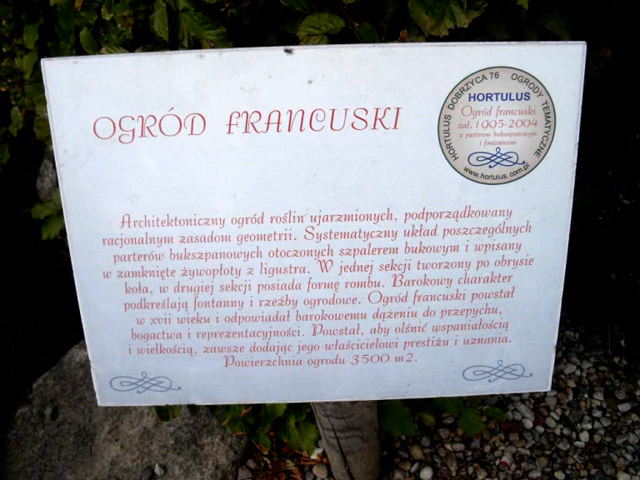 OGRÓD FRANCUSKI
HORTULUS DOBRZYCA 76 OGRODY TEMATYCZNE
HORTULUS
Ogród francuski
zał. 1995-2004
z parterem bukszpanowym
i fontannami
www.hortulus.com.pl
Architektoniczny ogród roślin ujarzmionych, podporządkowany
racjonalnym zasadom geometrii. Systematyczny układ poszczególnych
parterów bukszpanowych otoczonych szpalerem bukowym i wpisany
w zamknięte żywopłoty z ligustra. W jednej sekcji tworzony po obrysie
koła, w drugiej sekcji posiada formę rombu. Barokowy charakter
podkreślają fontanny i rzeźby ogrodowe. Ogród francuski powstał
w xvii wieku i odpowiadał barokowemu dążeniu do przepychu,
bogactwa i reprezentacyjności. Powstał, aby olśnić wspaniałością
i wielkością, zawsze dodając jego właścicielowi prestiżu i uznania.
Powierzchnia ogrodu 3500 m2.